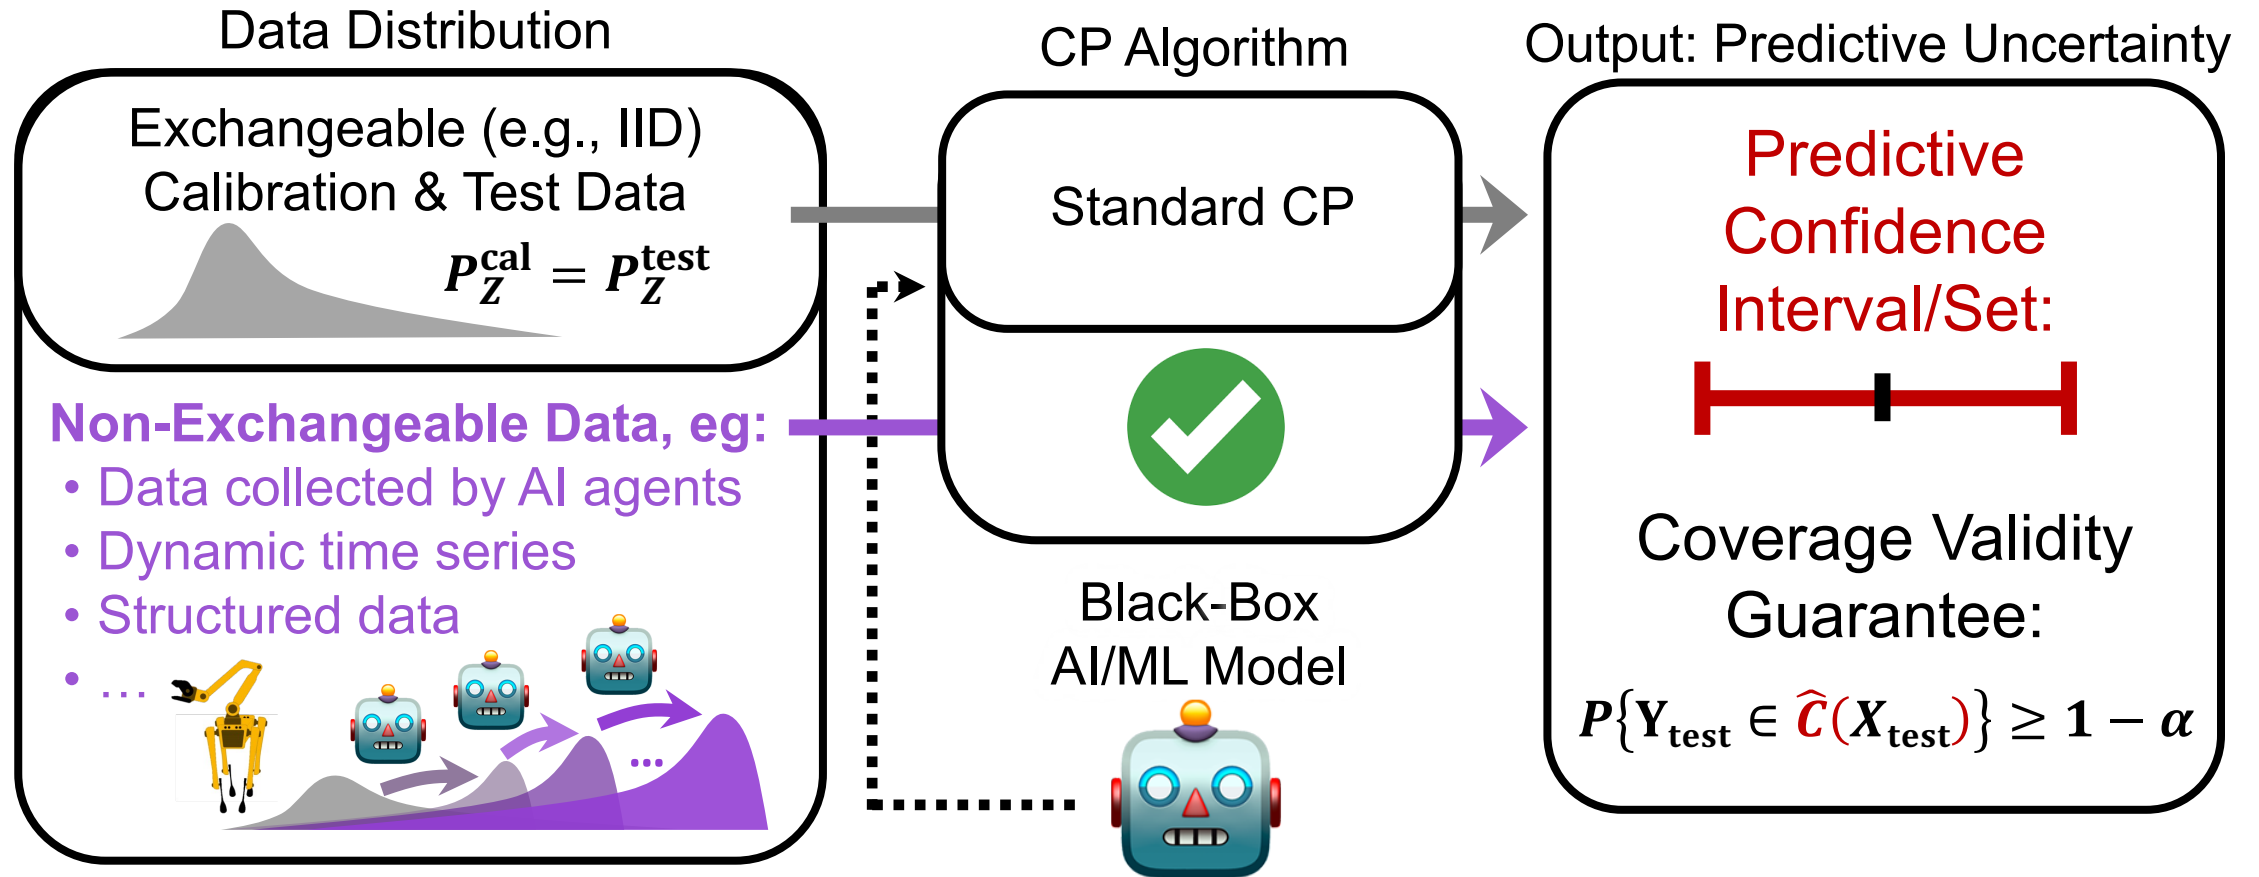 Data Distribution
Exchangeable (e.g., IID)
Calibration & Test Data
P_Z^cal = P_Z^test
Non-Exchangeable Data, eg:
• Data collected by AI agents
• Dynamic time series
• Structured data
• …
...
CP Algorithm
Standard CP
Black-Box
AI/ML Model
Output: Predictive Uncertainty
Predictive
Confidence
Interval/Set:
Coverage Validity
Guarantee:
P{Y_test ∈ Ĉ(X_test)} ≥ 1 − α